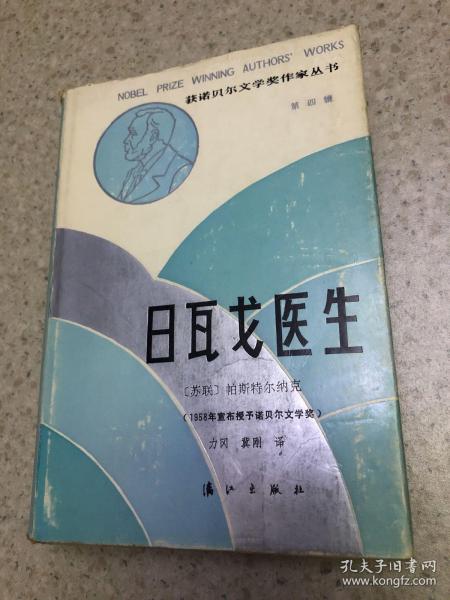 NOBEL PRIZE WINNING AUTHORS' WORKS
获诺贝尔文学奖作家丛书
第四辑
日瓦戈医生
〔苏联〕帕斯特尔纳克
(1958年宣布授予诺贝尔文学奖)
力冈 冀刚 译
漓江出版社
孔夫子旧书网
www.kongfz.com